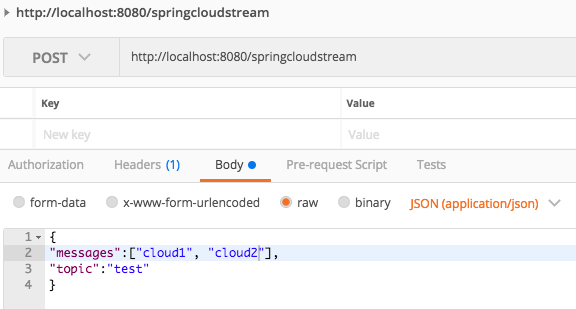 http://localhost:8080/springcloudstream
POST http://localhost:8080/springcloudstream
Key Value
New key Value
Authorization Headers (1) Body Pre-request Script Tests
form-data x-www-form-urlencoded raw binary JSON (application/json)
1 {
2 "messages":["cloud1", "cloud2"],
3 "topic":"test"
4 }